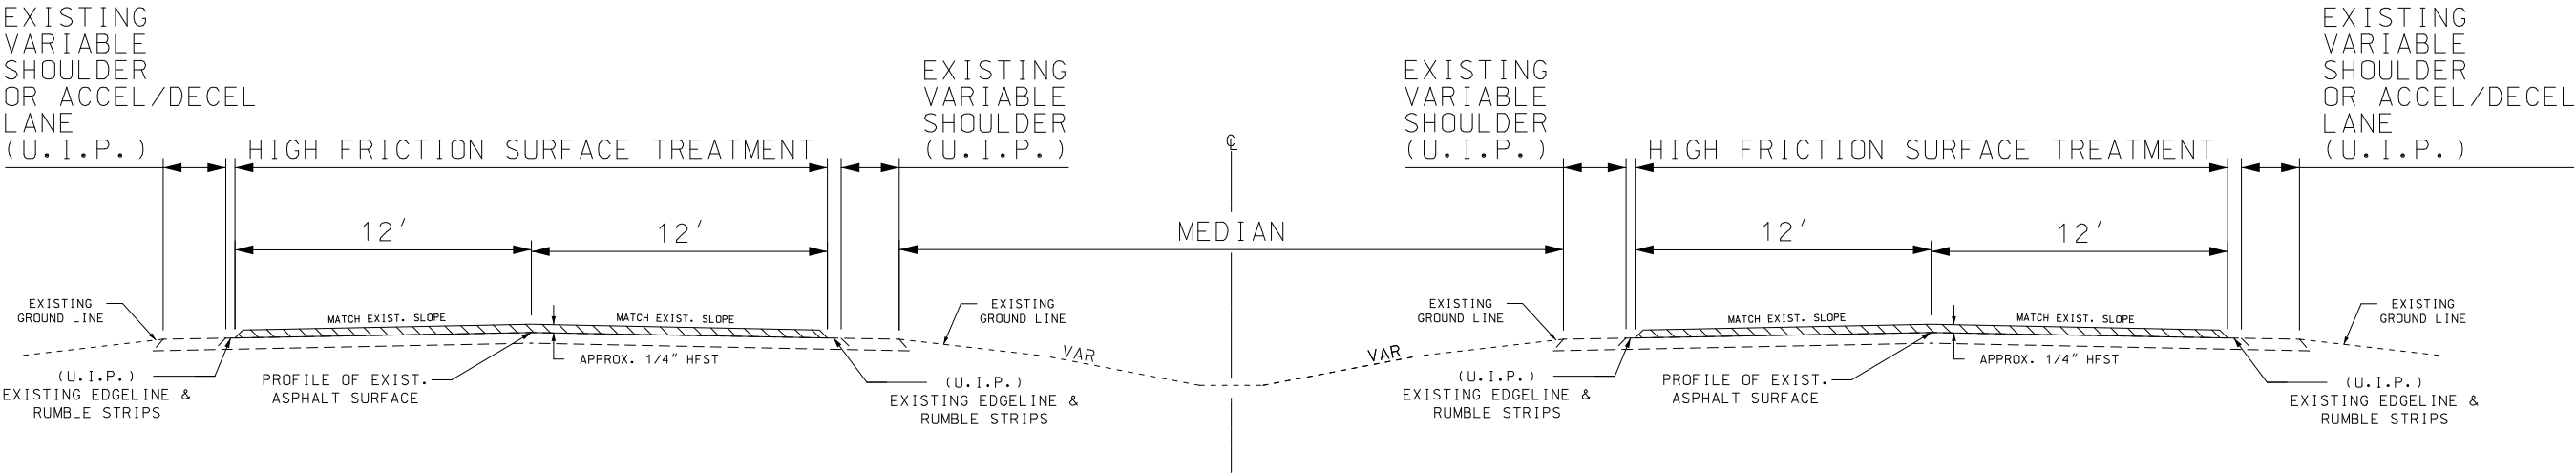 EXISTING
VARIABLE
SHOULDER
OR ACCEL/DECEL
LANE
(U.I.P.)
HIGH FRICTION SURFACE TREATMENT
EXISTING
VARIABLE
SHOULDER
(U.I.P.)
℄
EXISTING
VARIABLE
SHOULDER
(U.I.P.)
HIGH FRICTION SURFACE TREATMENT
EXISTING
VARIABLE
SHOULDER
OR ACCEL/DECEL
LANE
(U.I.P.)
12'
12'
MEDIAN
12'
12'
EXISTING
GROUND LINE
MATCH EXIST. SLOPE
MATCH EXIST. SLOPE
EXISTING
GROUND LINE
EXISTING
GROUND LINE
MATCH EXIST. SLOPE
MATCH EXIST. SLOPE
EXISTING
GROUND LINE
VAR
VAR
(U.I.P.)
EXISTING EDGELINE &
RUMBLE STRIPS
PROFILE OF EXIST.
ASPHALT SURFACE
APPROX. 1/4" HFST
(U.I.P.)
EXISTING EDGELINE &
RUMBLE STRIPS
(U.I.P.)
EXISTING EDGELINE &
RUMBLE STRIPS
PROFILE OF EXIST.
ASPHALT SURFACE
APPROX. 1/4" HFST
(U.I.P.)
EXISTING EDGELINE &
RUMBLE STRIPS